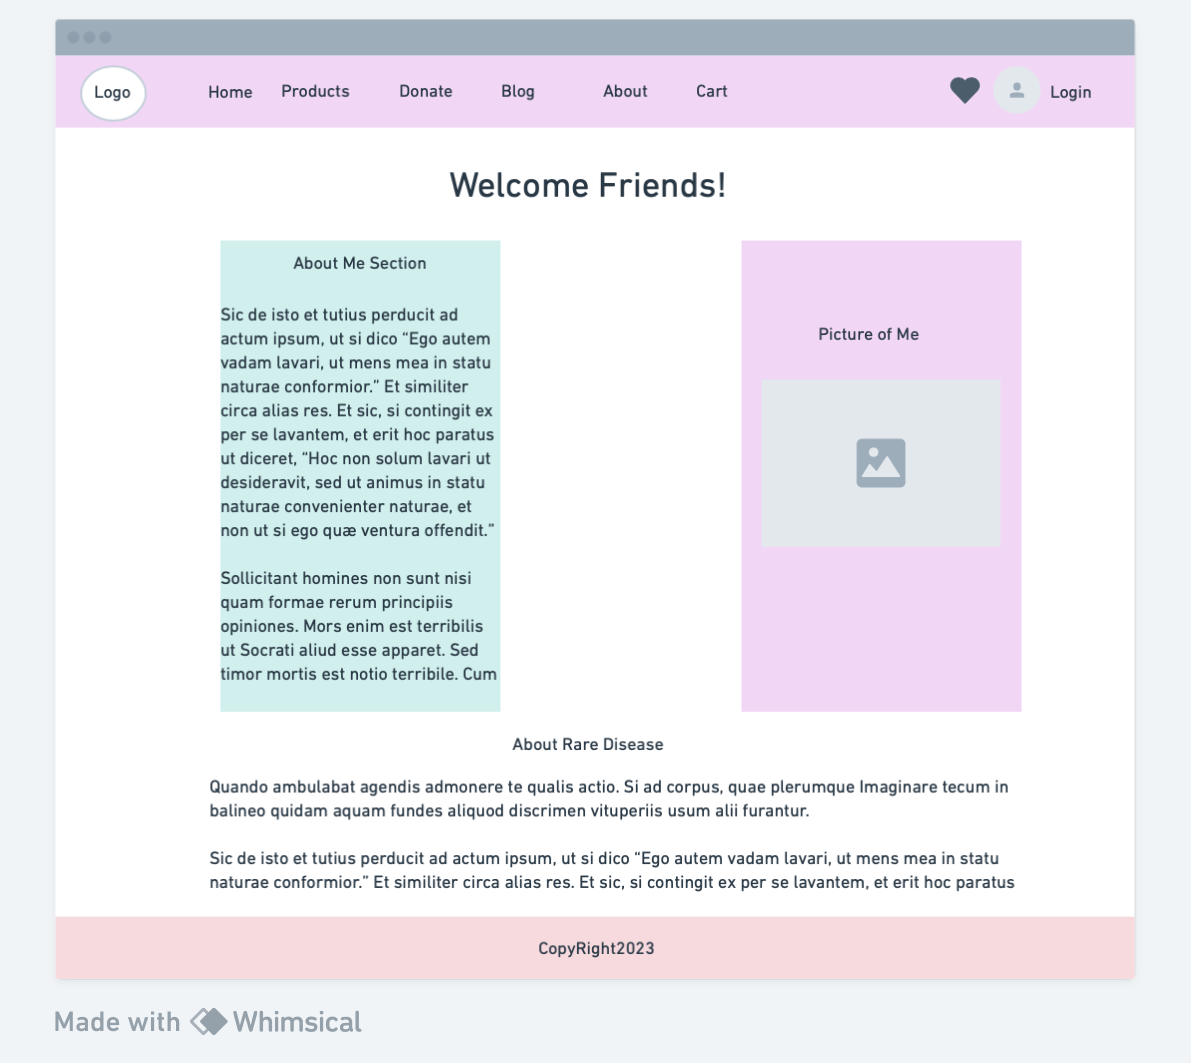 Logo
Home Products Donate Blog About Cart Login
Welcome Friends!
About Me Section
Sic de isto et tutius perducit ad
actum ipsum, ut si dico “Ego autem
vadam lavari, ut mens mea in statu
naturae conformior.” Et similiter
circa alias res. Et sic, si contingit ex
per se lavantem, et erit hoc paratus
ut diceret, “Hoc non solum lavari ut
desideravit, sed ut animus in statu
naturae convenienter naturae, et
non ut si ego quæ ventura offendit.”
Sollicitant homines non sunt nisi
quam formae rerum principiis
opiniones. Mors enim est terribilis
ut Socrati aliud esse apparet. Sed
timor mortis est notio terribile. Cum
Picture of Me
About Rare Disease
Quando ambulabat agendis admonere te qualis actio. Si ad corpus, quae plerumque Imaginare tecum in
balineo quidam aquam fundes aliquod discrimen vituperiis usum alii furantur.
Sic de isto et tutius perducit ad actum ipsum, ut si dico “Ego autem vadam lavari, ut mens mea in statu
naturae conformior.” Et similiter circa alias res. Et sic, si contingit ex per se lavantem, et erit hoc paratus
CopyRight2023
Made with Whimsical